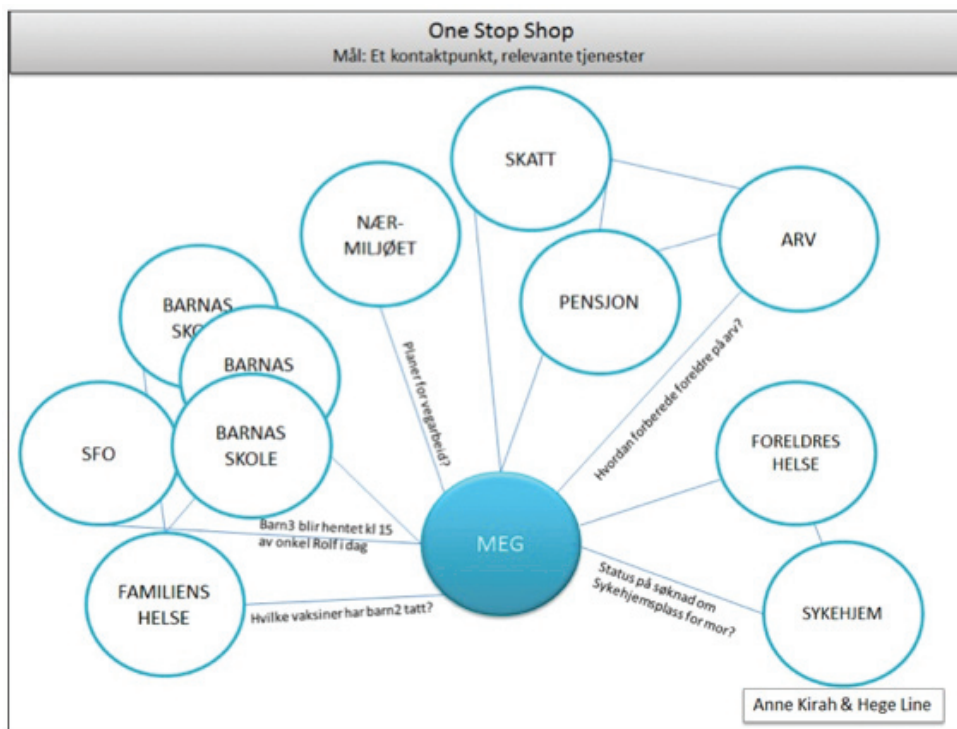 One Stop Shop
Mål: Et kontaktpunkt, relevante tjenester
SKATT
NÆR-
MILJØET
ARV
PENSJON
BARNAS
SKO
BARNAS
BARNAS
SKOLE
SFO
FORELDRES
HELSE
MEG
FAMILIENS
HELSE
SYKEHJEM
Planer for vegarbeid?
Hvordan forberede foreldre på arv?
Barn3 blir hentet kl 15
av onkel Rolf i dag
Hvilke vaksiner har barn2 tatt?
Status på søknad om
Sykehjemsplass for mor?
Anne Kirah & Hege Line